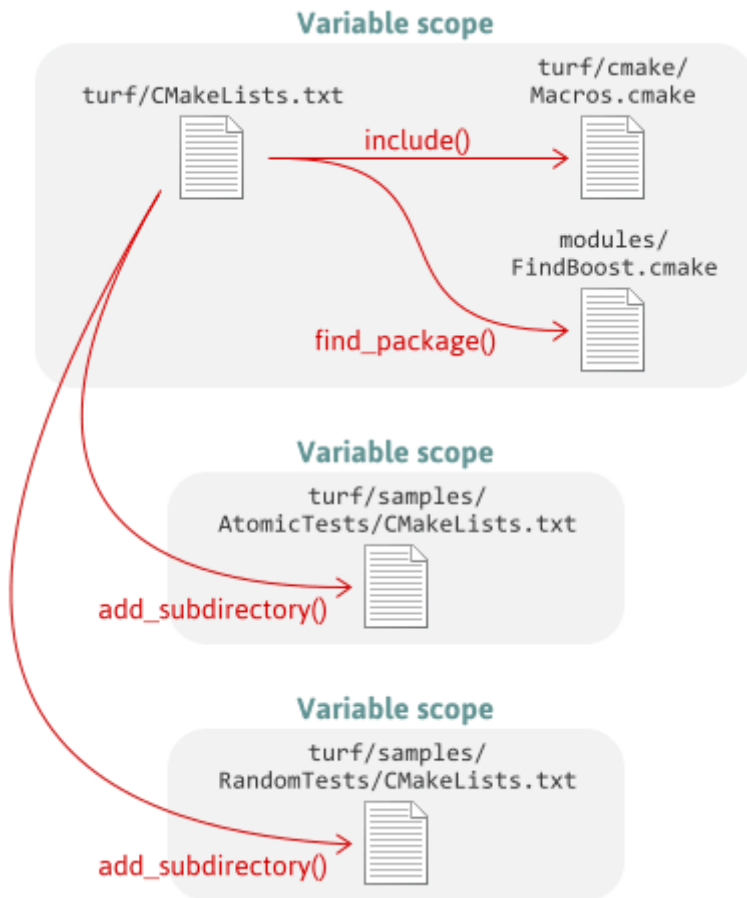 Variable scope
turf/CMakeLists.txt
turf/cmake/
Macros.cmake
include()
modules/
FindBoost.cmake
find_package()
Variable scope
turf/samples/
AtomicTests/CMakeLists.txt
add_subdirectory()
Variable scope
turf/samples/
RandomTests/CMakeLists.txt
add_subdirectory()